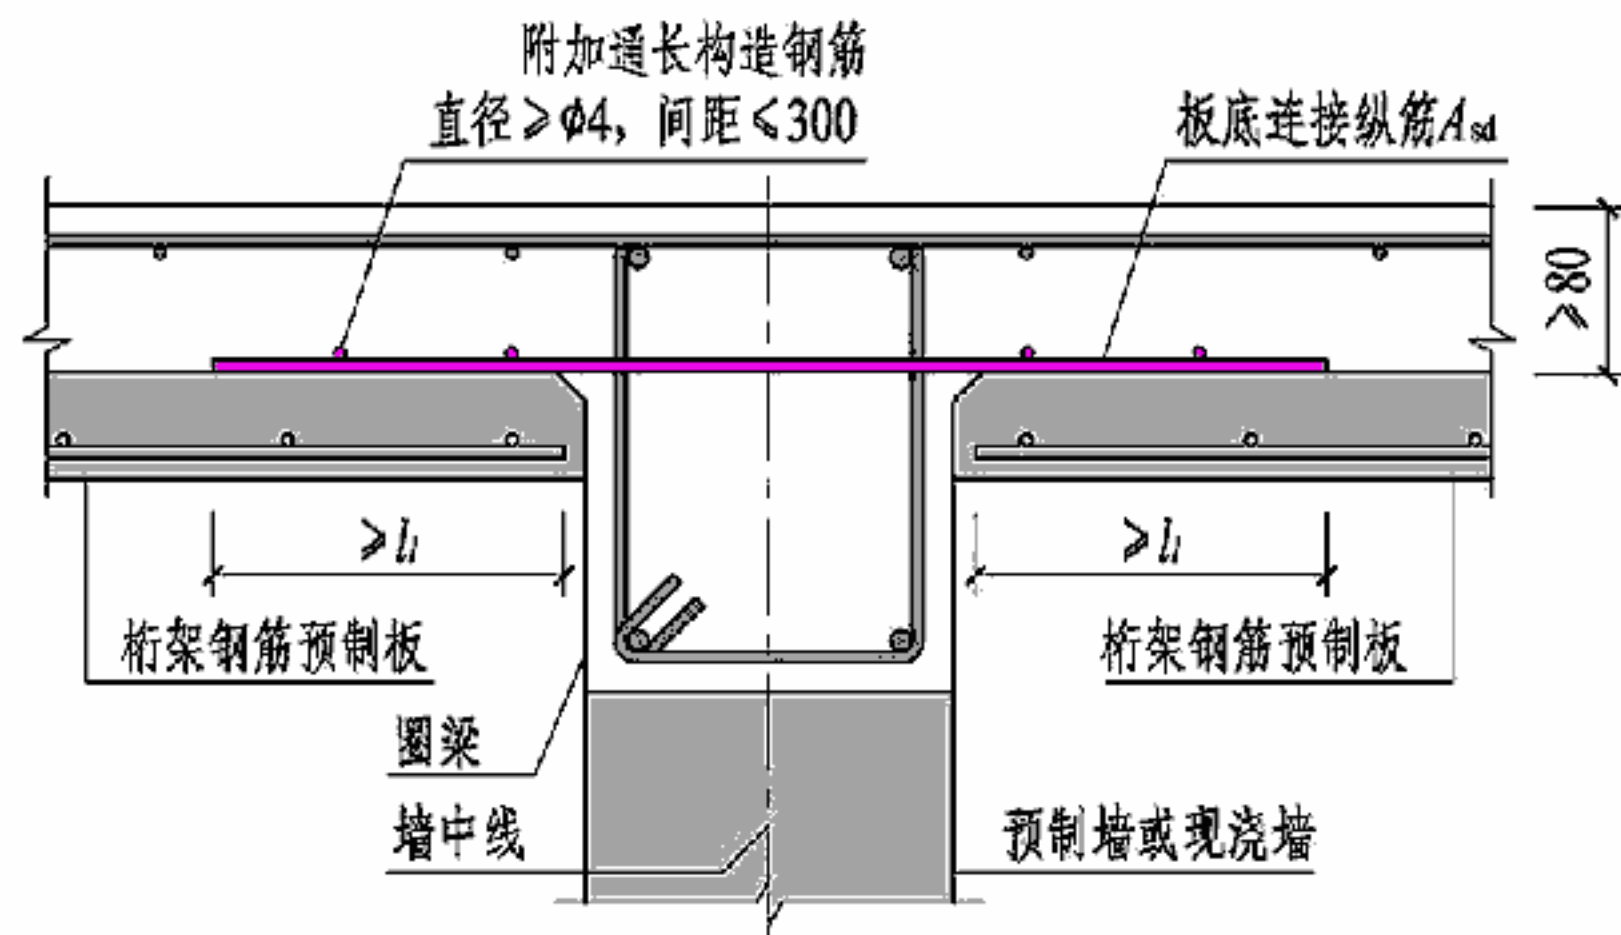 附加通长构造钢筋
直径≥ϕ4，间距≤300
板底连接纵筋Asd
≥80
≥ll
≥ll
桁架钢筋预制板
桁架钢筋预制板
圈梁
墙中线
预制墙或现浇墙